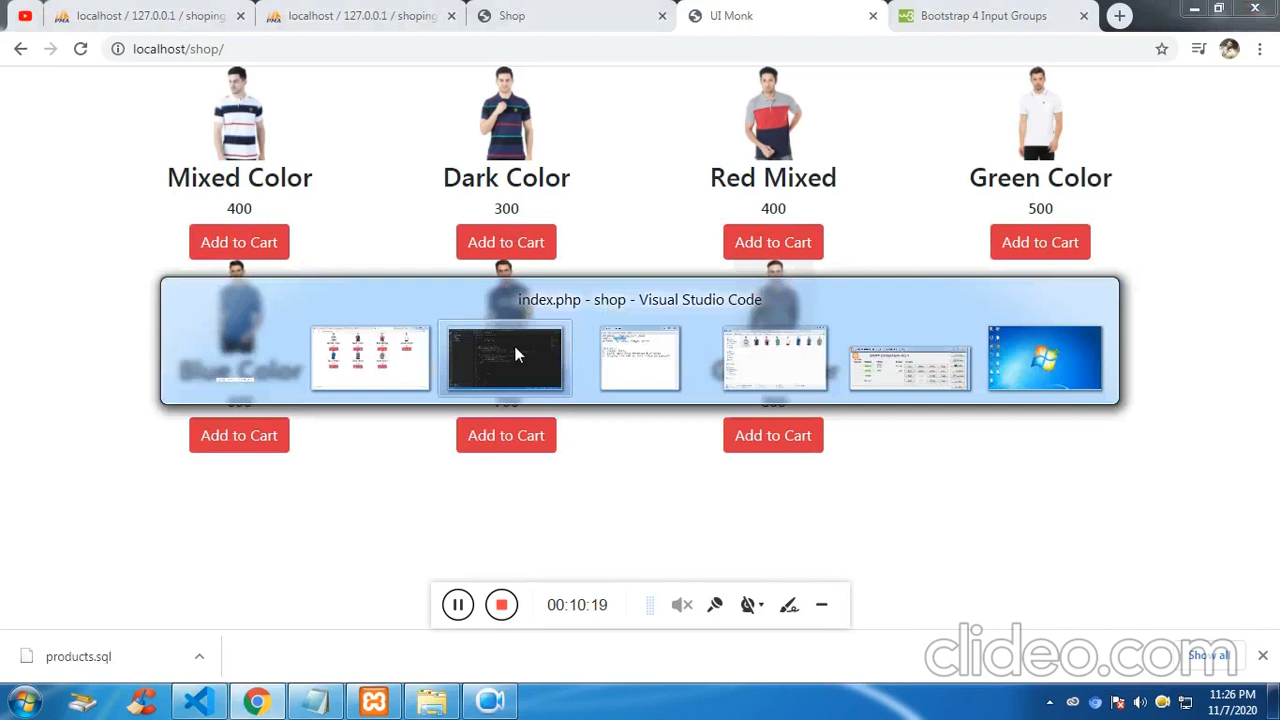 localhost / 127.0.0.1 / shoping
localhost / 127.0.0.1 / shoping
Shop
UI Monk
Bootstrap 4 Input Groups
localhost/shop/
Mixed Color
Dark Color
Red Mixed
Green Color
400
300
400
500
Add to Cart
Add to Cart
Add to Cart
Add to Cart
index.php - shop - Visual Studio Code
Add to Cart
Add to Cart
Add to Cart
00:10:19
products.sql
Show all
clideo.com
11:26 PM
11/7/2020